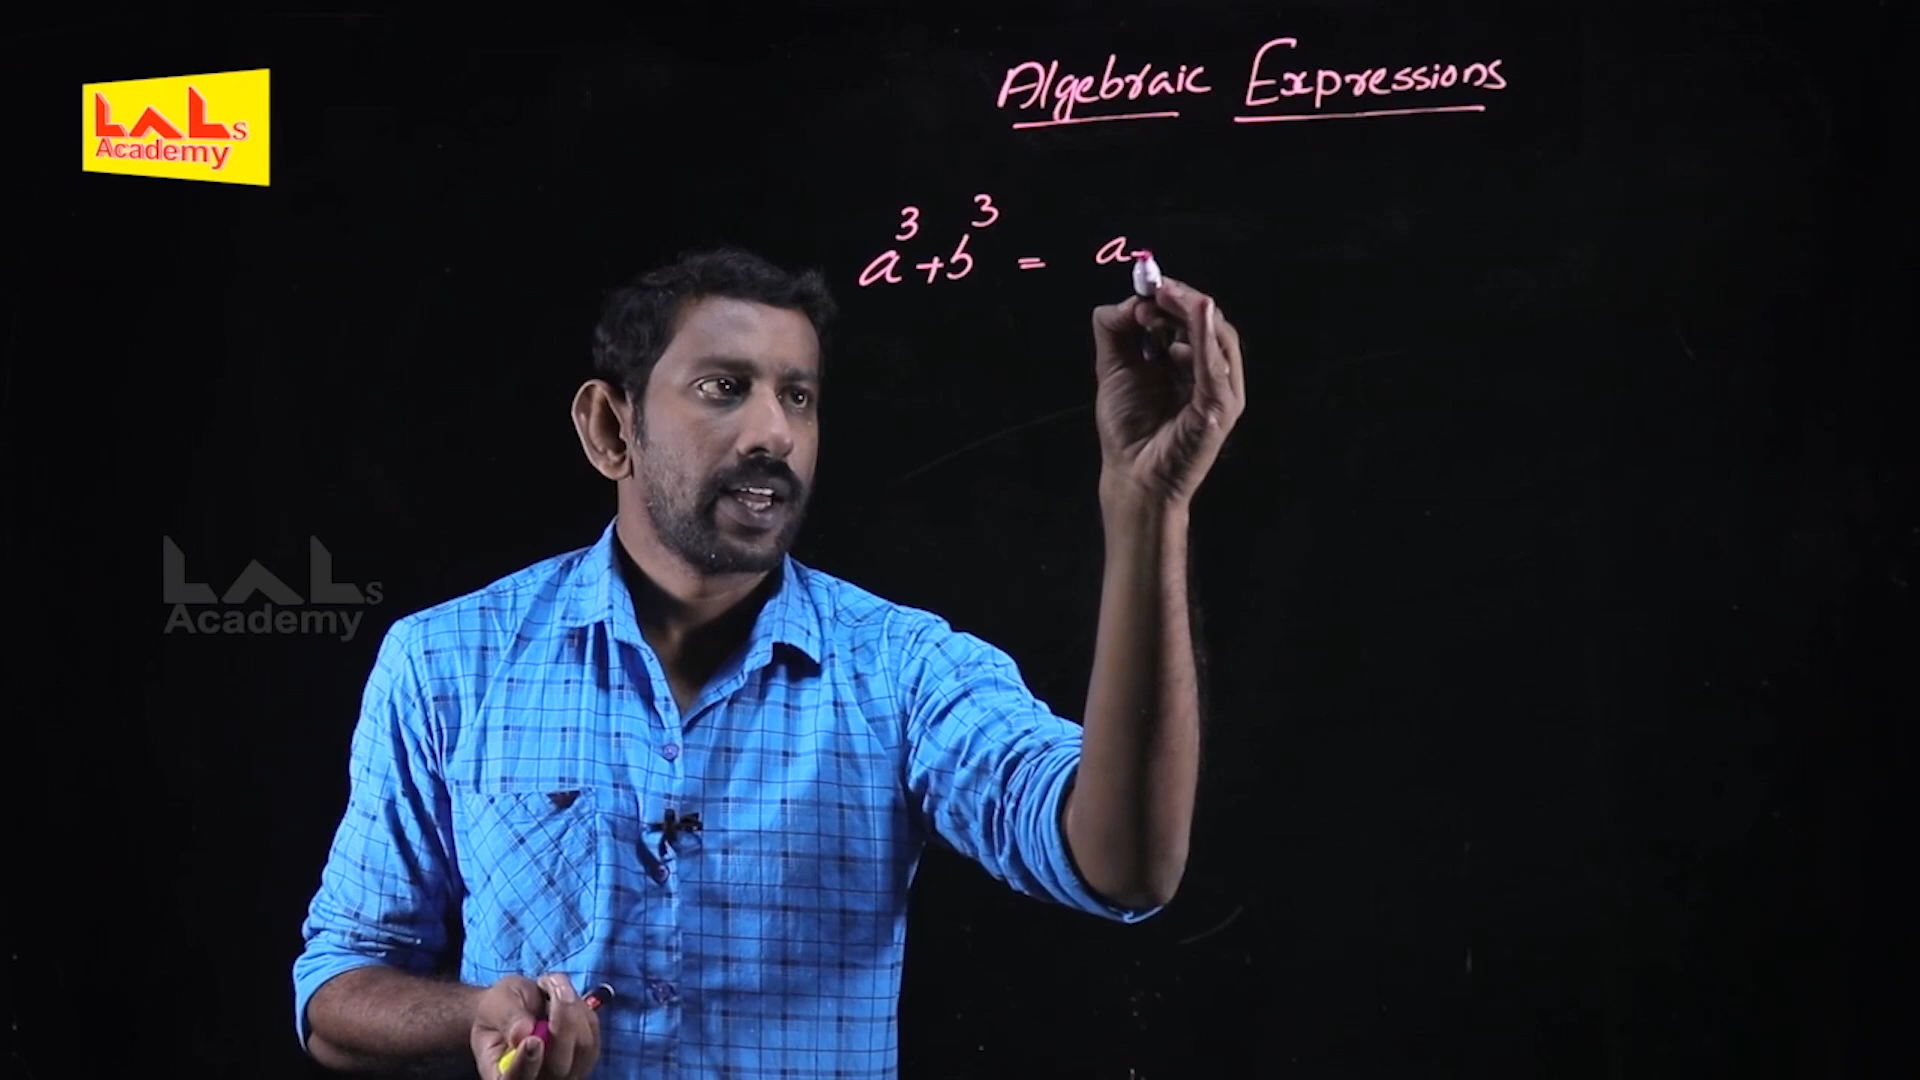 LALs
Academy
Algebraic Expressions
a³+b³ = a-
LALs
Academy